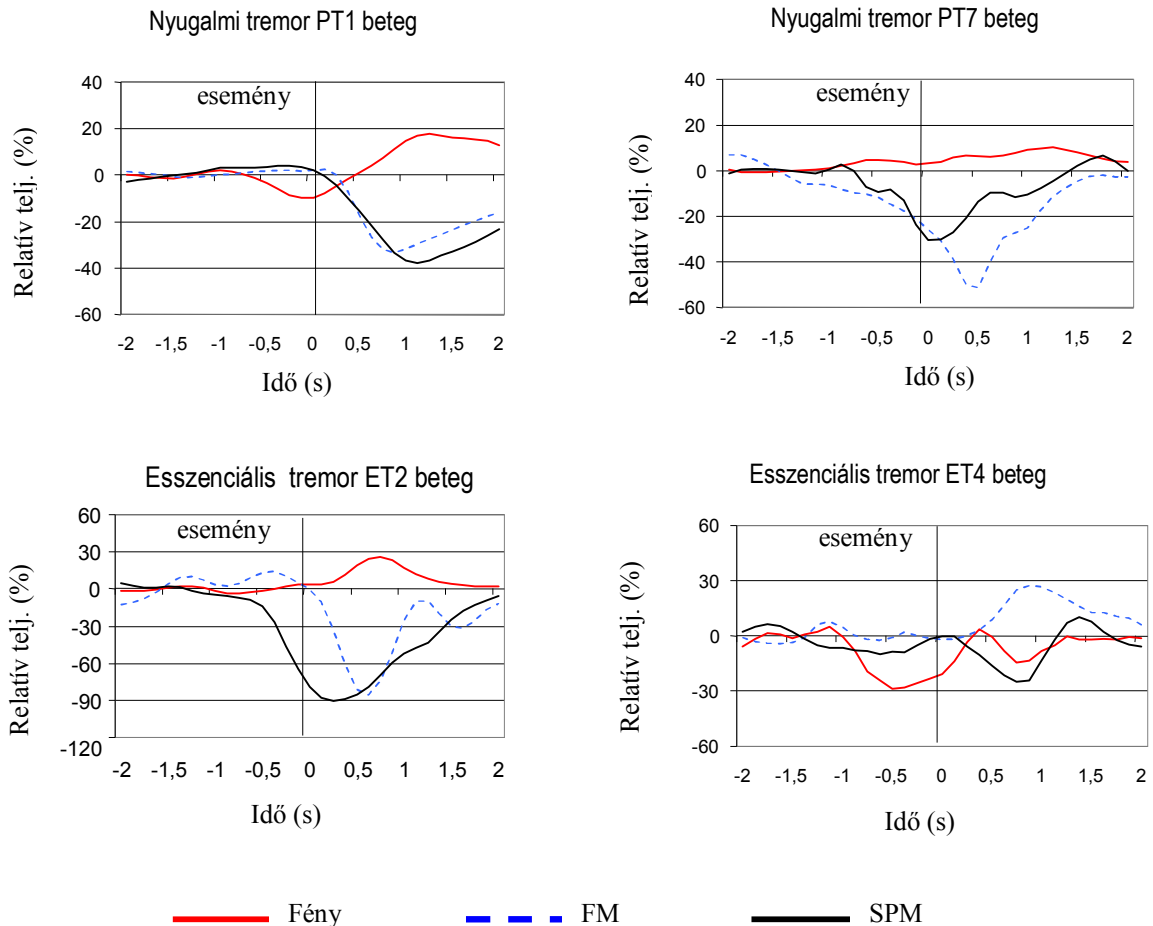 Nyugalmi tremor PT1 beteg
40
20
0
-20
-40
-60
Relatív telj. (%)
esemény
-2 -1,5 -1 -0,5 0 0,5 1 1,5 2
Idő (s)
Nyugalmi tremor PT7 beteg
40
20
0
-20
-40
-60
Relatív telj. (%)
esemény
-2 -1,5 -1 -0,5 0 0,5 1 1,5 2
Idő (s)
Esszenciális tremor ET2 beteg
60
30
0
-30
-60
-90
-120
Relatív telj. (%)
esemény
-2 -1,5 -1 -0,5 0 0,5 1 1,5 2
Idő (s)
Esszenciális tremor ET4 beteg
60
30
0
-30
-60
Relatív telj. (%)
esemény
-2 -1,5 -1 -0,5 0 0,5 1 1,5 2
Idő (s)
Fény FM SPM